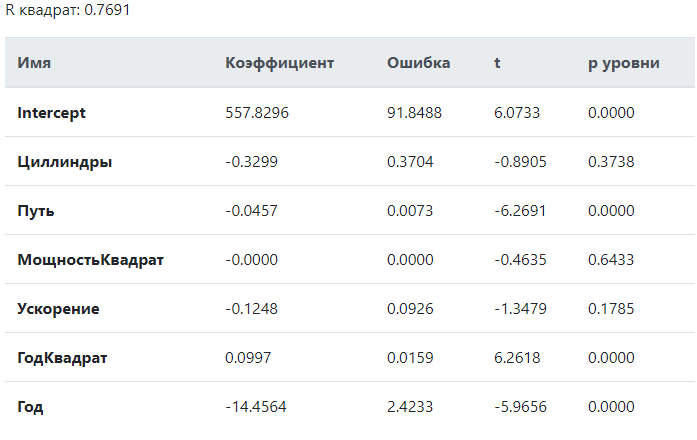 R квадрат: 0.7691
Имя Коэффициент Ошибка t p уровни
Intercept 557.8296 91.8488 6.0733 0.0000
Циллиндры -0.3299 0.3704 -0.8905 0.3738
Путь -0.0457 0.0073 -6.2691 0.0000
МощностьКвадрат -0.0000 0.0000 -0.4635 0.6433
Ускорение -0.1248 0.0926 -1.3479 0.1785
ГодКвадрат 0.0997 0.0159 6.2618 0.0000
Год -14.4564 2.4233 -5.9656 0.0000